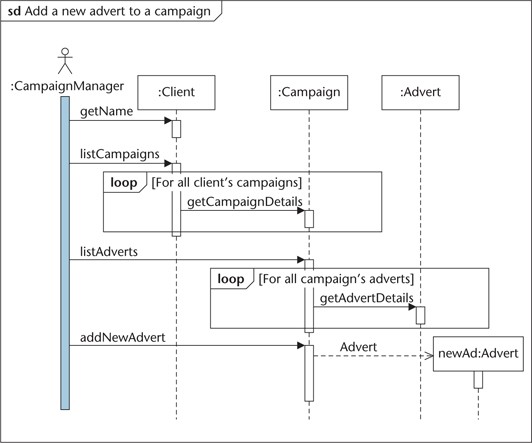 sd Add a new advert to a campaign
:CampaignManager
:Client
:Campaign
:Advert
getName
listCampaigns
loop [For all client's campaigns]
getCampaignDetails
listAdverts
loop [For all campaign's adverts]
getAdvertDetails
addNewAdvert
Advert
newAd:Advert